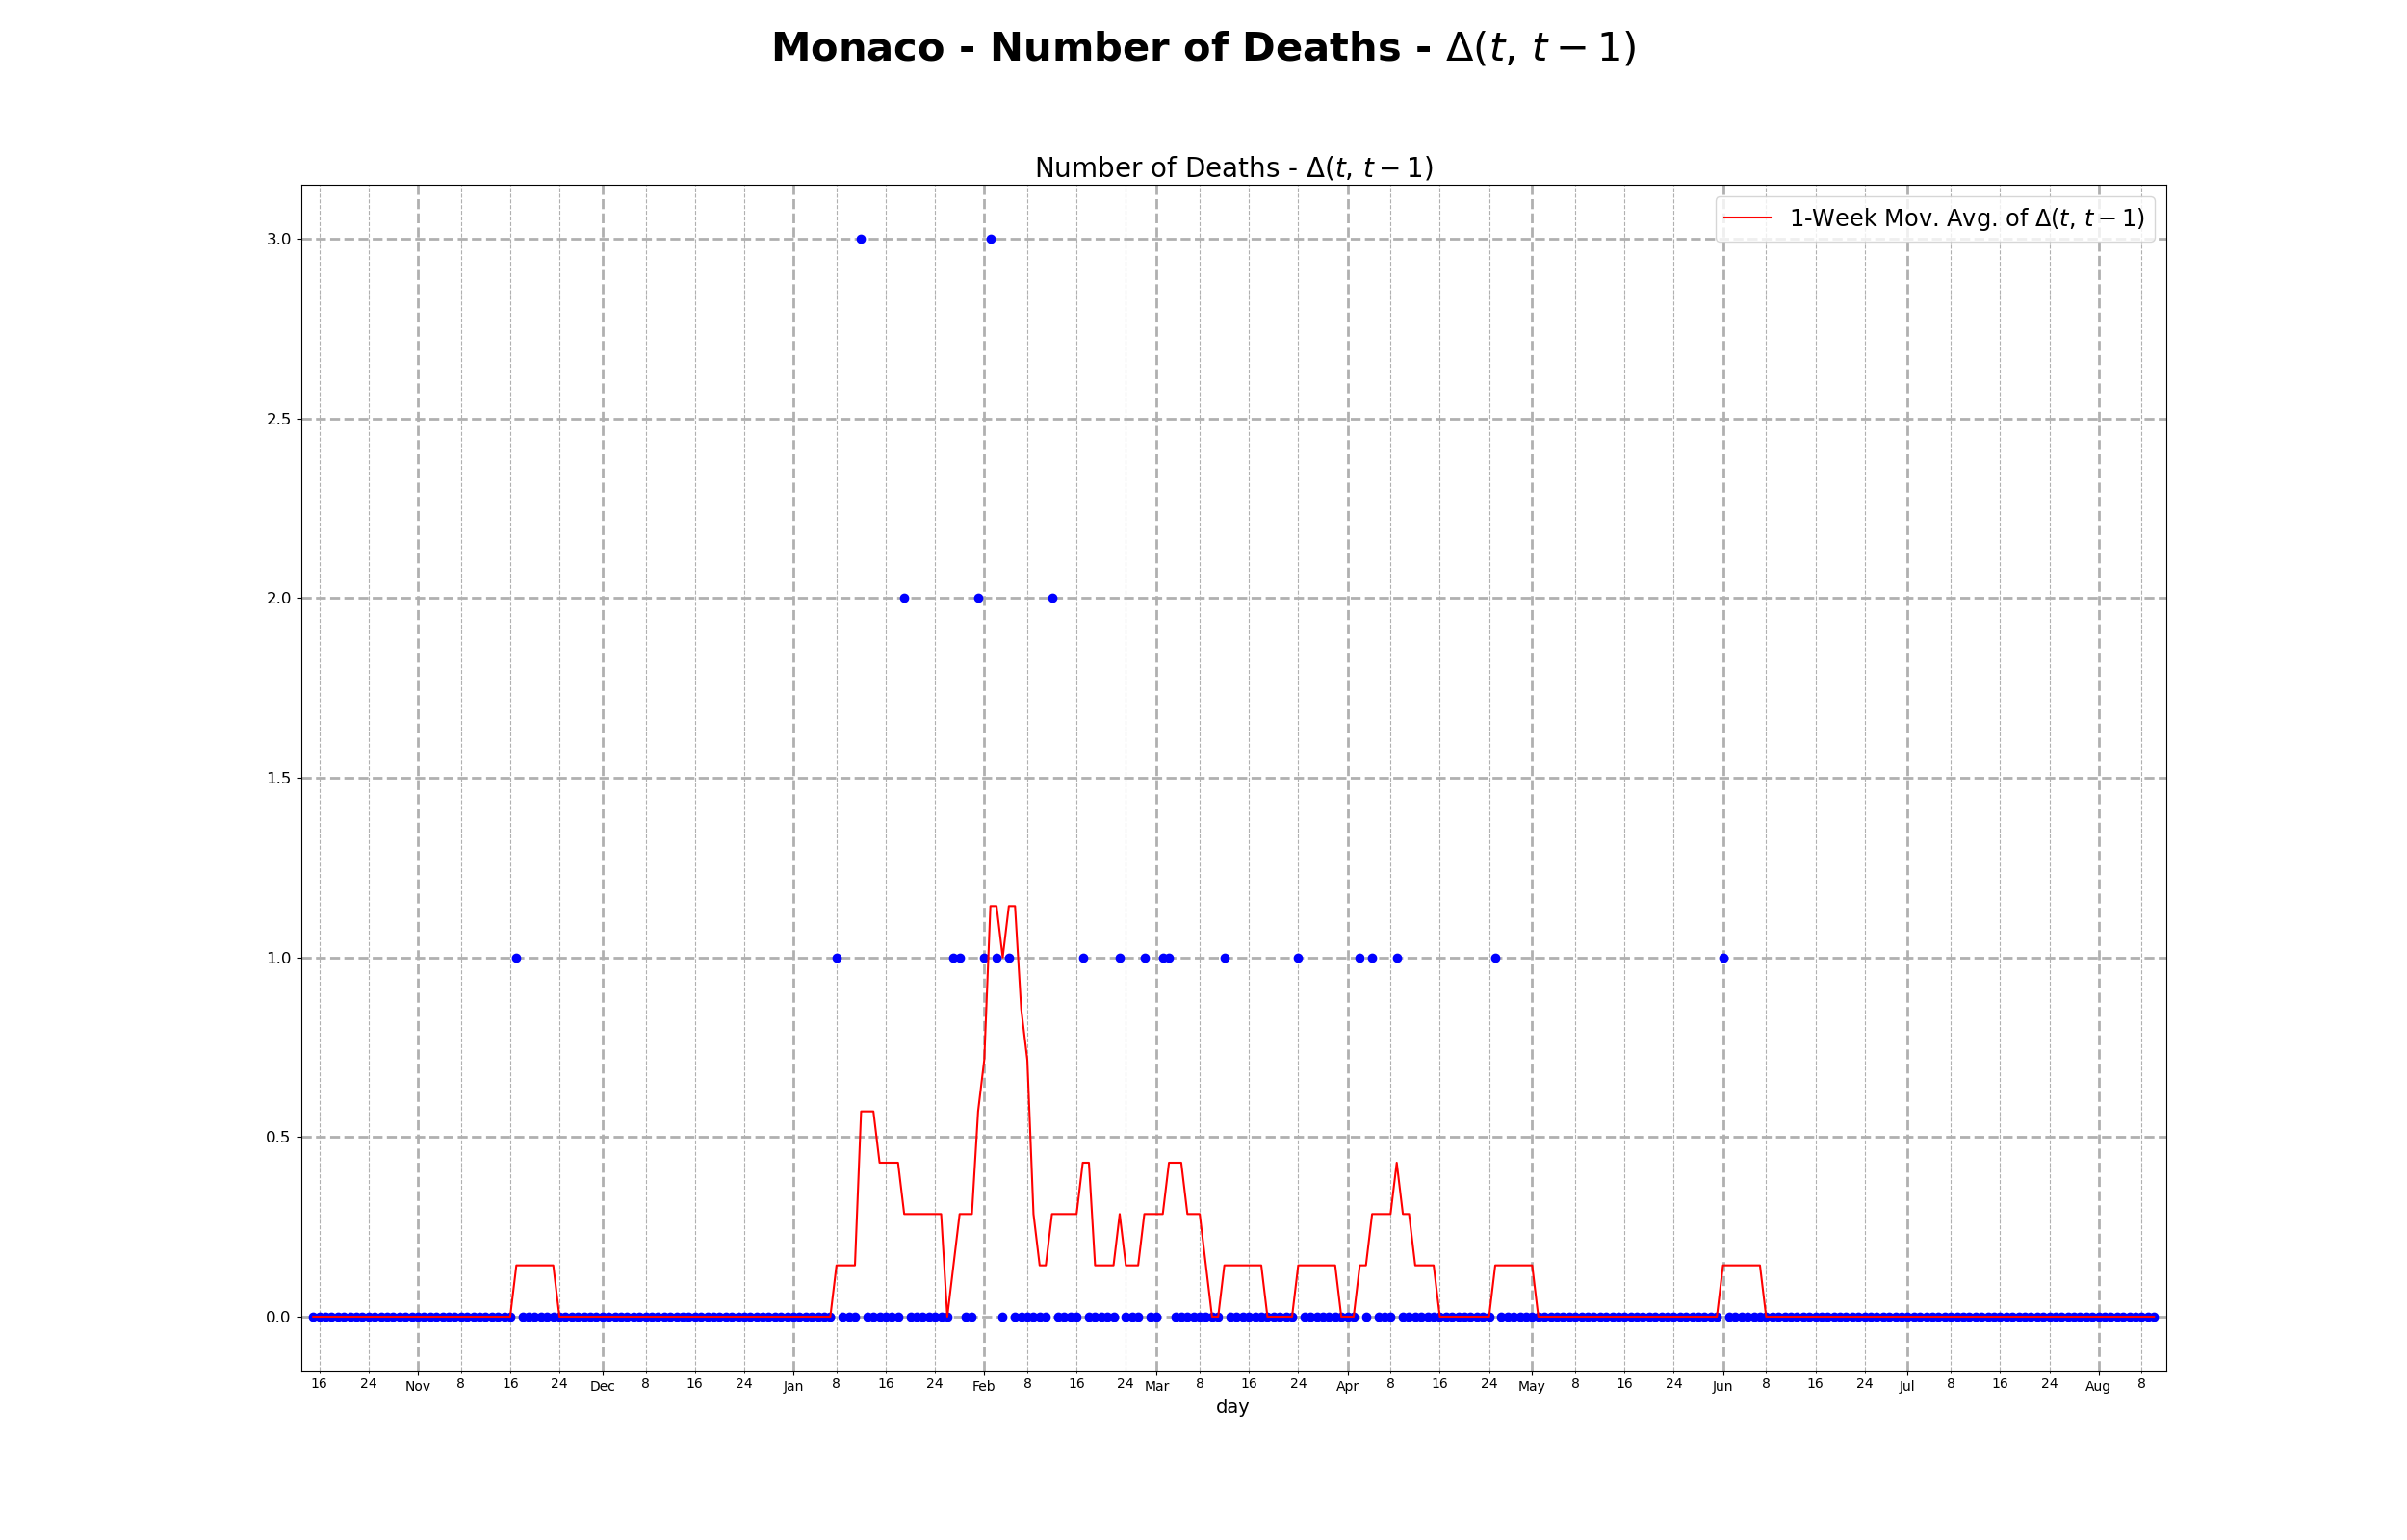 Monaco - Number of Deaths - Δ(t, t − 1)
Number of Deaths - Δ(t, t − 1)
1-Week Mov. Avg. of Δ(t, t − 1)
3.0
2.5
2.0
1.5
1.0
0.5
0.0
16 24 Nov 8 16 24 Dec 8 16 24 Jan 8 16 24 Feb 8 16 24 Mar 8 16 24 Apr 8 16 24 May 8 16 24 Jun 8 16 24 Jul 8 16 24 Aug 8
day